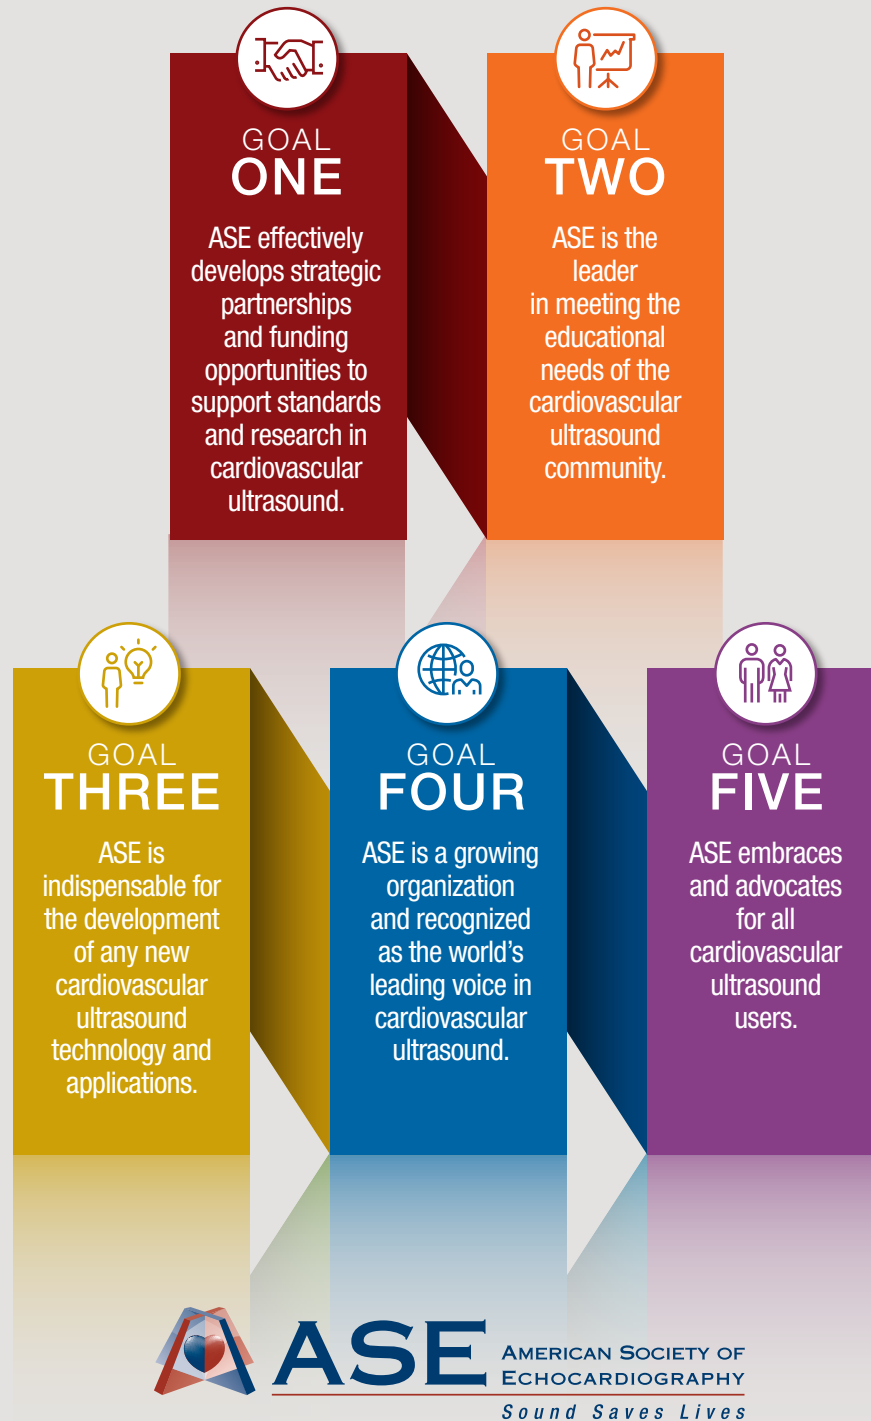 GOAL
ONE
ASE effectively
develops strategic
partnerships
and funding
opportunities to
support standards
and research in
cardiovascular
ultrasound.
GOAL
TWO
ASE is the
leader
in meeting the
educational
needs of the
cardiovascular
ultrasound
community.
GOAL
THREE
ASE is
indispensable for
the development
of any new
cardiovascular
ultrasound
technology and
applications.
GOAL
FOUR
ASE is a growing
organization
and recognized
as the world’s
leading voice in
cardiovascular
ultrasound.
GOAL
FIVE
ASE embraces
and advocates
for all
cardiovascular
ultrasound
users.
ASE
AMERICAN SOCIETY OF
ECHOCARDIOGRAPHY
Sound Saves Lives